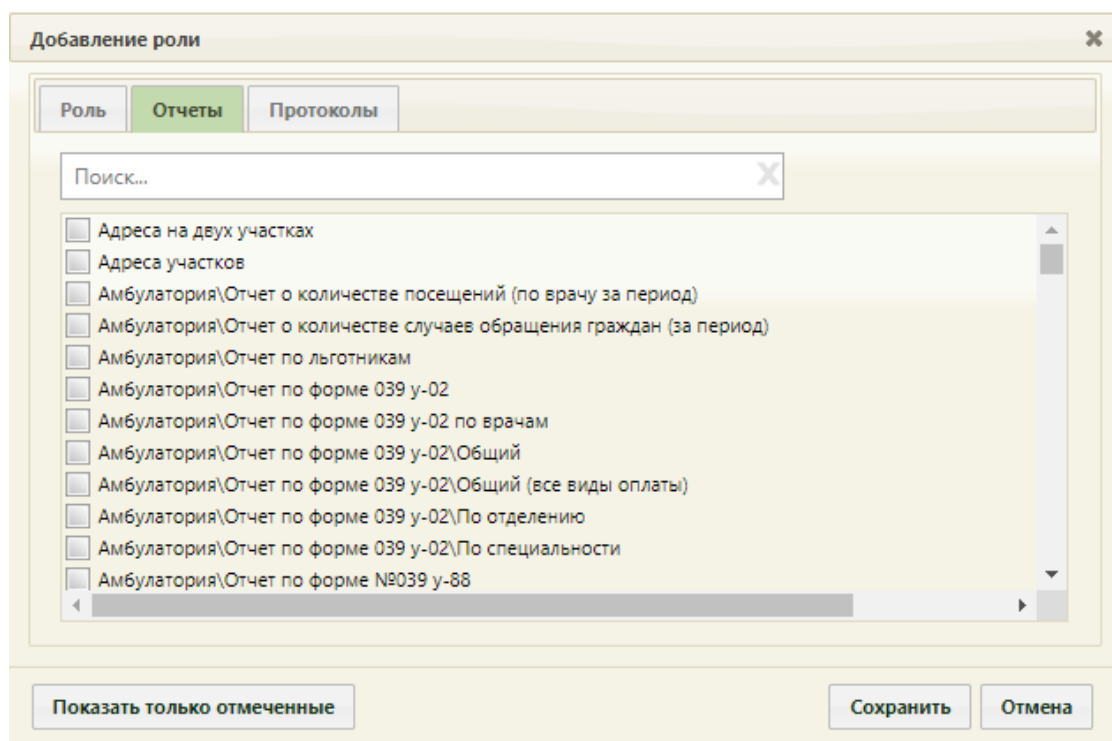 Добавление роли
Роль Отчеты Протоколы
Поиск...
Адреса на двух участках
Адреса участков
Амбулатория\Отчет о количестве посещений (по врачу за период)
Амбулатория\Отчет о количестве случаев обращения граждан (за период)
Амбулатория\Отчет по льготникам
Амбулатория\Отчет по форме 039 у-02
Амбулатория\Отчет по форме 039 у-02 по врачам
Амбулатория\Отчет по форме 039 у-02\Общий
Амбулатория\Отчет по форме 039 у-02\Общий (все виды оплаты)
Амбулатория\Отчет по форме 039 у-02\По отделению
Амбулатория\Отчет по форме 039 у-02\По специальности
Амбулатория\Отчет по форме №039 у-88
Показать только отмеченные Сохранить Отмена